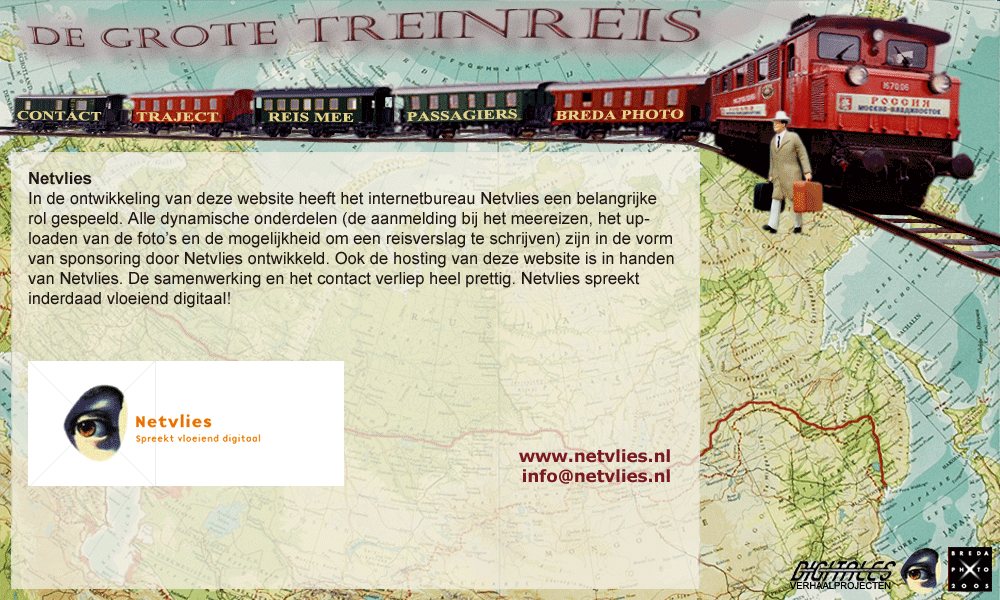 DE GROTE TREINREIS
CONTACT
TRAJECT
REIS MEE
PASSAGIERS
BREDA PHOTO
1670.06
РОССИЯ
МОСКВА-ВЛАДИВОСТОК
Netvlies
In de ontwikkeling van deze website heeft het internetbureau Netvlies een belangrijke
rol gespeeld. Alle dynamische onderdelen (de aanmelding bij het meereizen, het up-
loaden van de foto's en de mogelijkheid om een reisverslag te schrijven) zijn in de vorm
van sponsoring door Netvlies ontwikkeld. Ook de hosting van deze website is in handen
van Netvlies. De samenwerking en het contact verliep heel prettig. Netvlies spreekt
inderdaad vloeiend digitaal!
Netvlies
Spreekt vloeiend digitaal
www.netvlies.nl
info@netvlies.nl
SACHALIN
KOREA
JAPAN
DIGITALES
VERHAALPROJECTEN
BREDA
PHOTO
2005